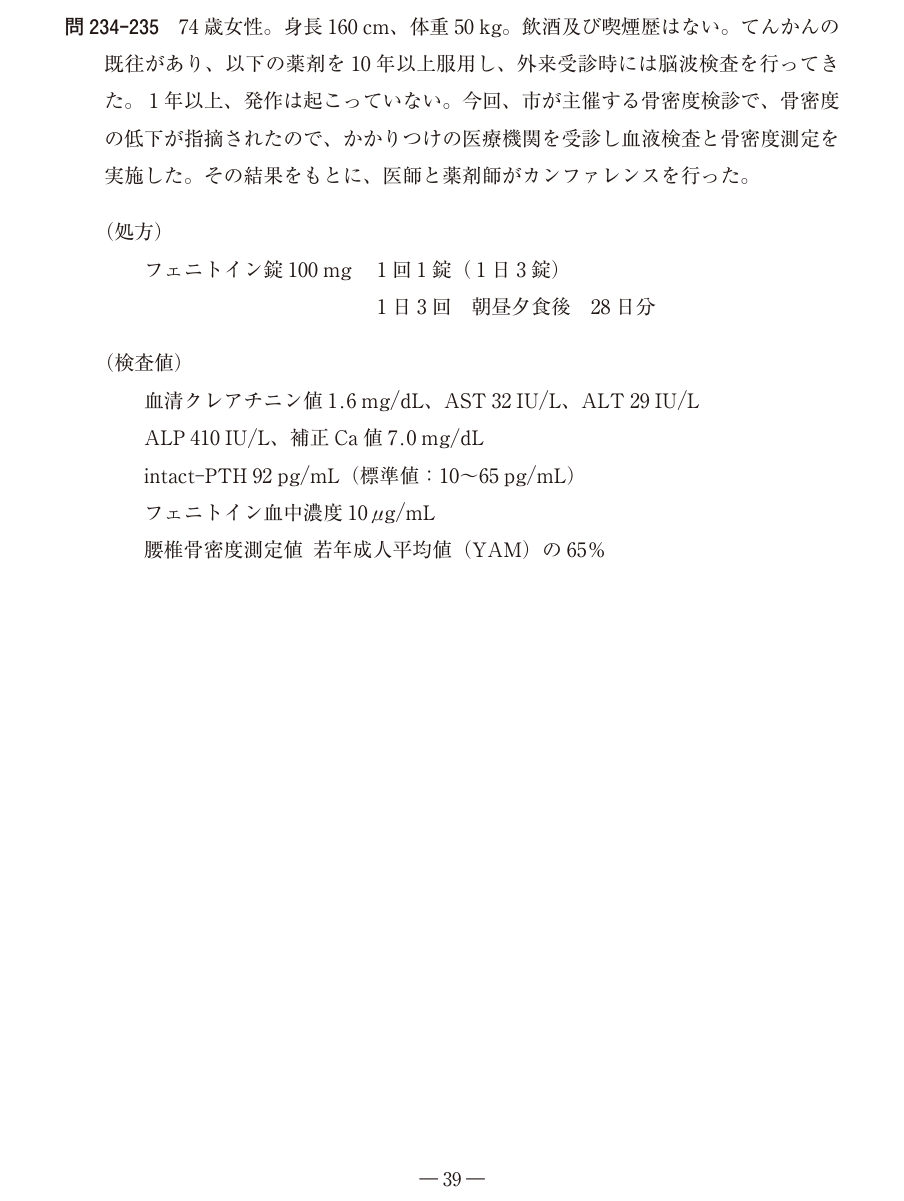 問 234-235　74 歳女性。身長 160 cm、体重 50 kg。飲酒及び喫煙歴はない。てんかんの
既往があり、以下の薬剤を 10 年以上服用し、外来受診時には脳波検査を行ってき
た。1 年以上、発作は起こっていない。今回、市が主催する骨密度検診で、骨密度
の低下が指摘されたので、かかりつけの医療機関を受診し血液検査と骨密度測定を
実施した。その結果をもとに、医師と薬剤師がカンファレンスを行った。
（処方）
フェニトイン錠 100 mg　1 回 1 錠（1 日 3 錠）
1 日 3 回　朝昼夕食後　28 日分
（検査値）
血清クレアチニン値 1.6 mg/dL、AST 32 IU/L、ALT 29 IU/L
ALP 410 IU/L、補正 Ca 値 7.0 mg/dL
intact-PTH 92 pg/mL（標準値：10〜65 pg/mL）
フェニトイン血中濃度 10 μg/mL
腰椎骨密度測定値 若年成人平均値（YAM）の 65%
— 39 —